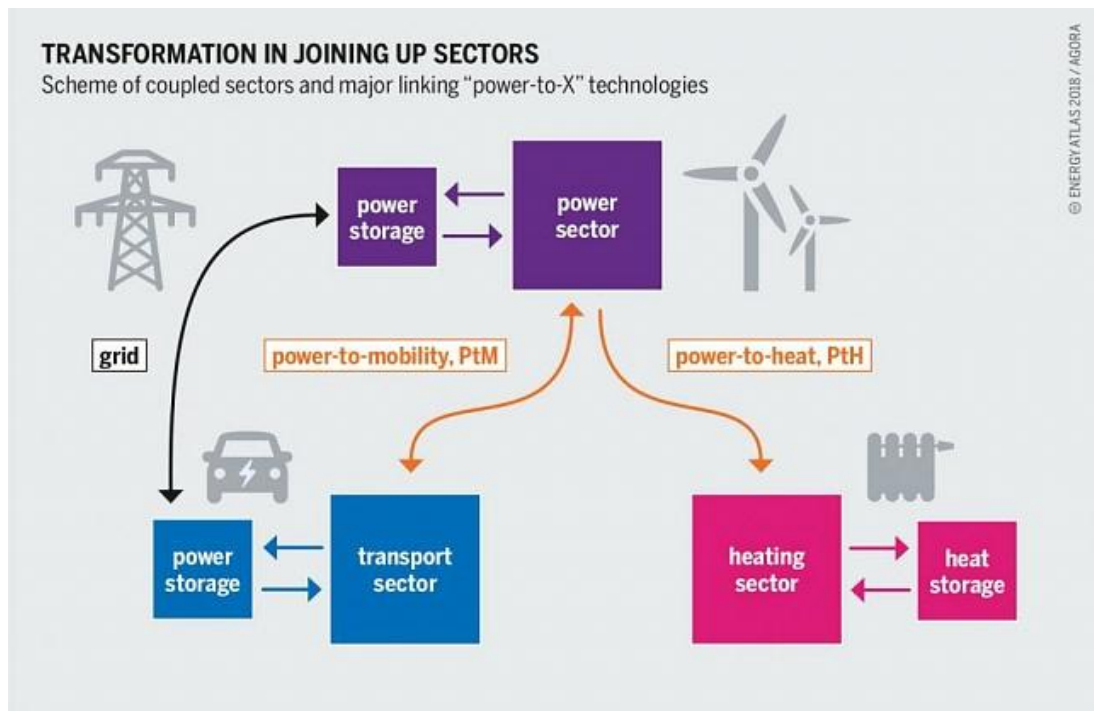 TRANSFORMATION IN JOINING UP SECTORS
Scheme of coupled sectors and major linking “power-to-X” technologies
© ENERGY ATLAS 2018 / AGORA
power
storage
power
sector
grid
power-to-mobility, PtM
power-to-heat, PtH
power
storage
transport
sector
heating
sector
heat
storage